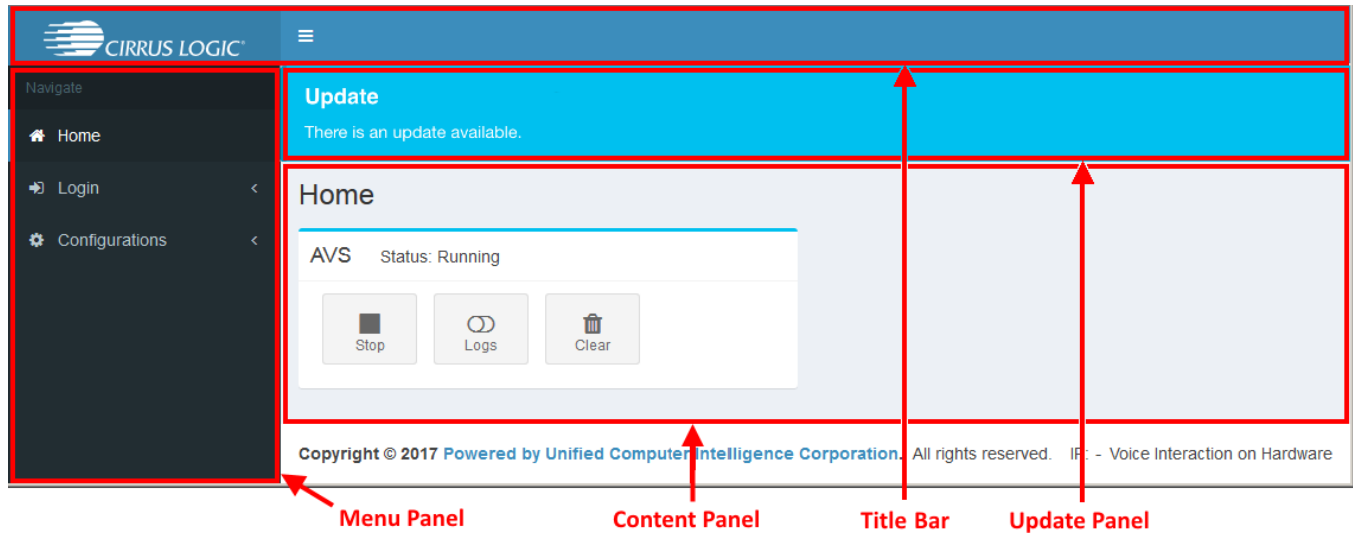 CIRRUS LOGIC®
Navigate
Home
Login
Configurations
Update
There is an update available.
Home
AVS Status: Running
Stop Logs Clear
Copyright © 2017 Powered by Unified Computer Intelligence Corporation. All rights reserved. IP: - Voice Interaction on Hardware
Menu Panel Content Panel Title Bar Update Panel